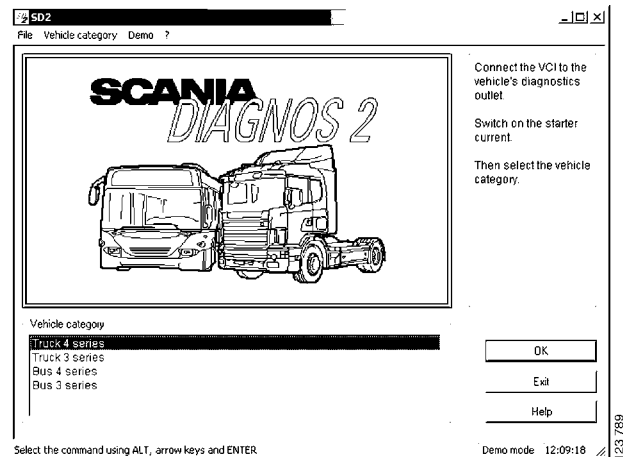 SD2
File Vehicle category Demo ?
SCANIA
DIAGNOS 2
Connect the VCI to the
vehicle's diagnostics
outlet.
Switch on the starter
current.
Then select the vehicle
category.
Vehicle category
Truck 4 series
Truck 3 series
Bus 4 series
Bus 3 series
OK
Exit
Help
Select the command using ALT, arrow keys and ENTER
Demo mode 12:09:18
123 789